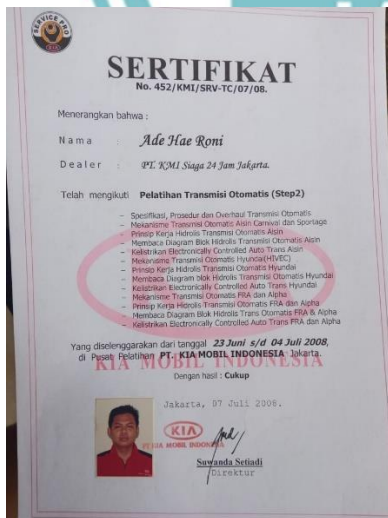 SERVICE PRO
SERTIFIKAT
No. 452/KMI/SRV-TC/07/08.
Menerangkan bahwa :
Nama : Ade Hae Roni
Dealer : PT. KMI Siaga 24 Jam Jakarta.
Telah mengikuti Pelatihan Transmisi Otomatis (Step2)
- Spesifikasi, Prosedur dan Overhaul Transmisi Otomatis
- Mekanisme Transmisi Otomatis Aisin Carnival dan Sportage
- Prinsip Kerja Hidrolis Transmisi Otomatis Aisin
- Membaca Diagram Blok Hidrolis Transmisi Otomatis Aisin
- Kelistrikan Electronically Controlled Auto Trans Aisin
- Mekanisme Transmisi Otomatis Hyundai(HIVEC)
- Prinsip Kerja Hidrolis Transmisi Otomatis Hyundai
- Membaca Diagram Blok Hidrolis Transmisi Otomatis Hyundai
- Kelistrikan Electronically Controlled Auto Trans Hyundai
- Mekanisme Transmisi Otomatis FRA dan Alpha
- Prinsip Kerja Hidrolis Transmisi Otomatis FRA dan Alpha
- Membaca Diagram Blok Hidrolis Trans Otomatis FRA & Alpha
- Kelistrikan Electronically Controlled Auto Trans FRA dan Alpha
Yang diselenggarakan dari tanggal 23 Juni s/d 04 Juli 2008,
di Pusat Pelatihan PT. KIA MOBIL INDONESIA Jakarta.
KIA MOBIL INDONESIA
Dengan hasil : Cukup
Jakarta, 07 Juli 2008.
KIA
PT KIA MOBIL INDONESIA
Suwanda Setiadi
Direktur